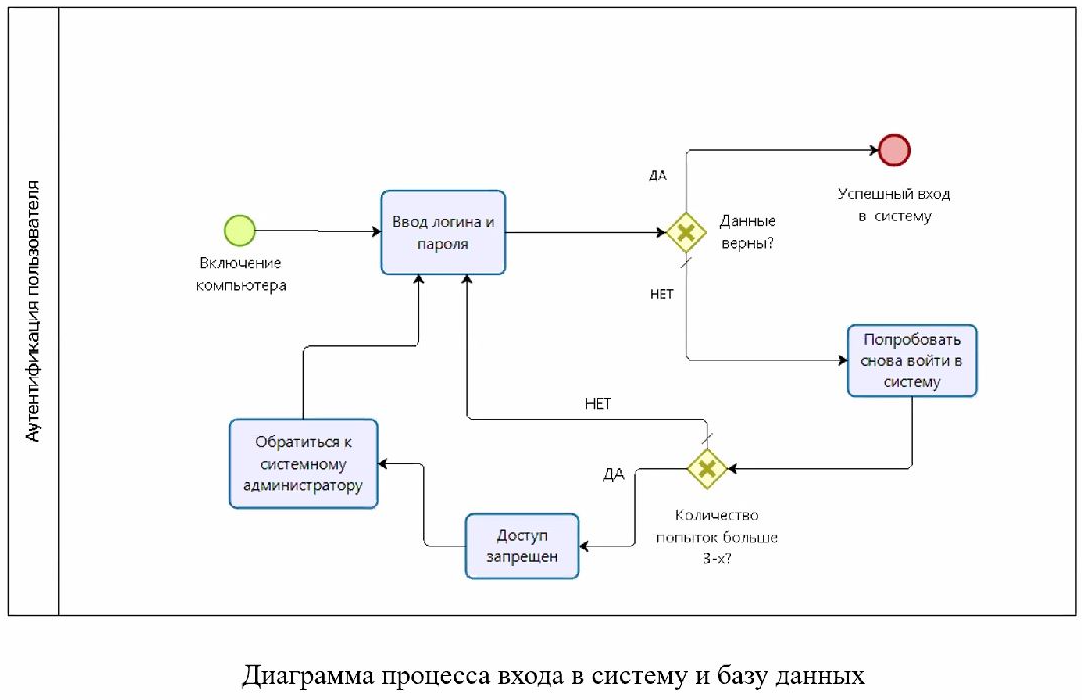 Аутентификация пользователя
Включение
компьютера
Ввод логина и
пароля
ДА
Данные
верны?
НЕТ
Успешный вход
в систему
Попробовать
снова войти в
систему
НЕТ
ДА
Количество
попыток больше
3-х?
Доступ
запрещен
Обратиться к
системному
администратору
Диаграмма процесса входа в систему и базу данных